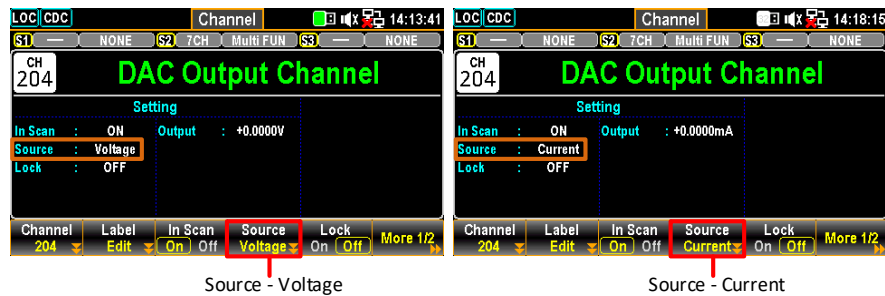 LOC CDC Channel 14:13:41
S1 — NONE S2 7CH Multi FUN S3 — NONE
CH
204
DAC Output Channel
Setting
In Scan : ON Output : +0.0000V
Source : Voltage
Lock : OFF
Channel Label In Scan Source Lock More 1/2
204 Edit On Off Voltage On Off
Source - Voltage
LOC CDC Channel 14:18:15
S1 — NONE S2 7CH Multi FUN S3 — NONE
CH
204
DAC Output Channel
Setting
In Scan : ON Output : +0.0000mA
Source : Current
Lock : OFF
Channel Label In Scan Source Lock More 1/2
204 Edit On Off Current On Off
Source - Current